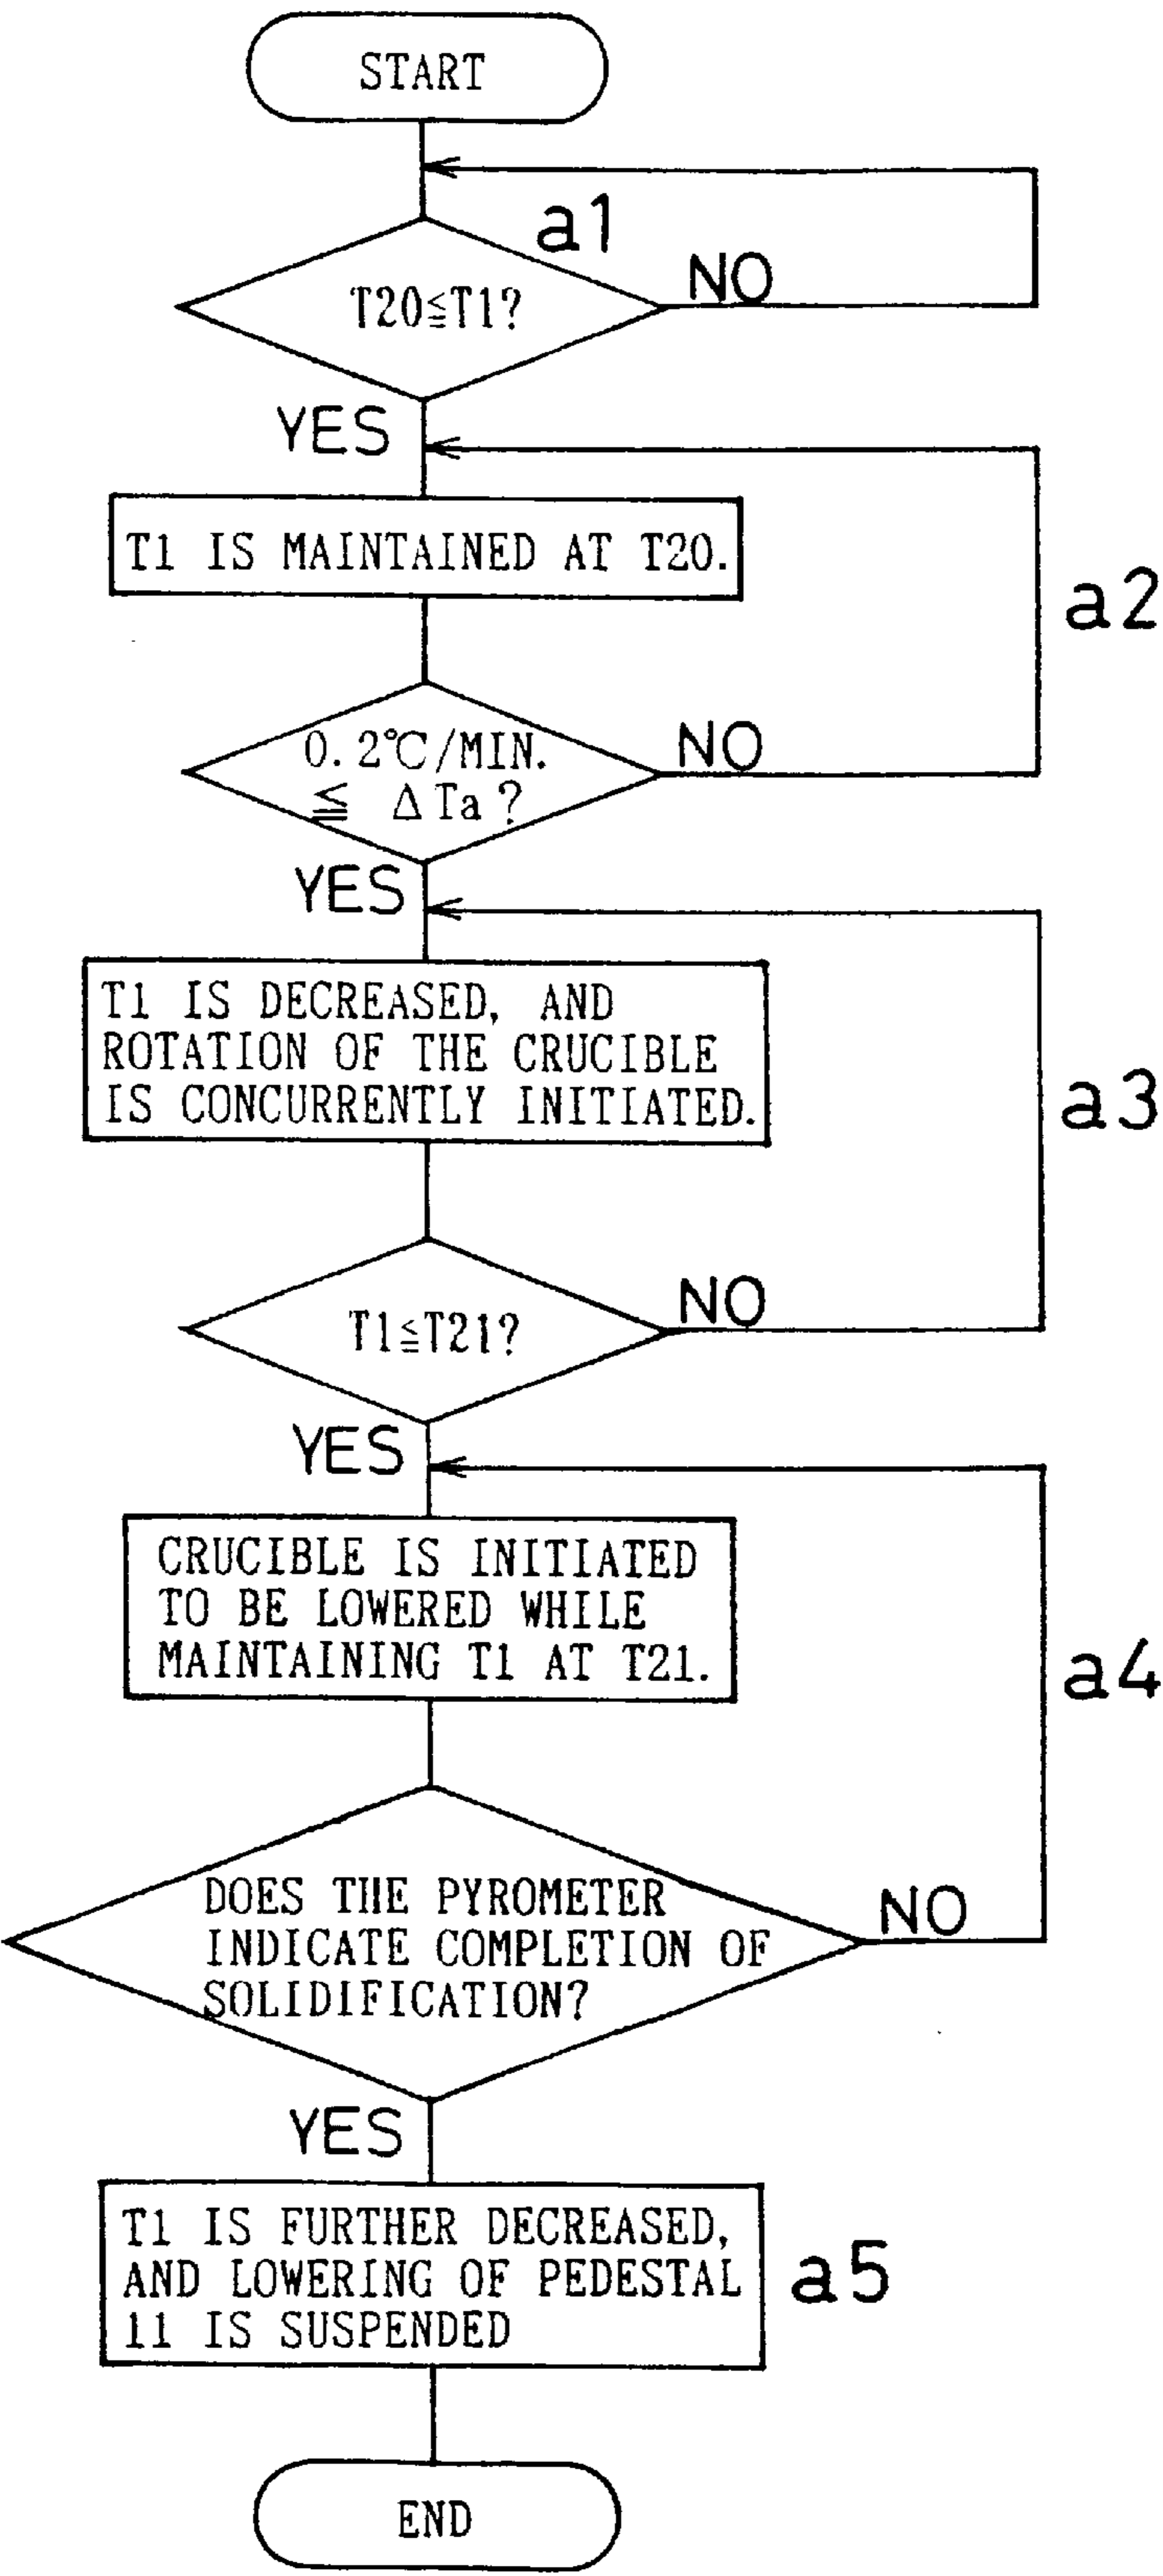 START
a1
T20≦T1?
NO
YES
T1 IS MAINTAINED AT T20.
a2
0.2℃/MIN.
≦ ΔTa?
NO
YES
T1 IS DECREASED, AND
ROTATION OF THE CRUCIBLE
IS CONCURRENTLY INITIATED.
a3
T1≦T21?
NO
YES
CRUCIBLE IS INITIATED
TO BE LOWERED WHILE
MAINTAINING T1 AT T21.
a4
DOES THE PYROMETER
INDICATE COMPLETION OF
SOLIDIFICATION?
NO
YES
T1 IS FURTHER DECREASED,
AND LOWERING OF PEDESTAL
11 IS SUSPENDED
a5
END